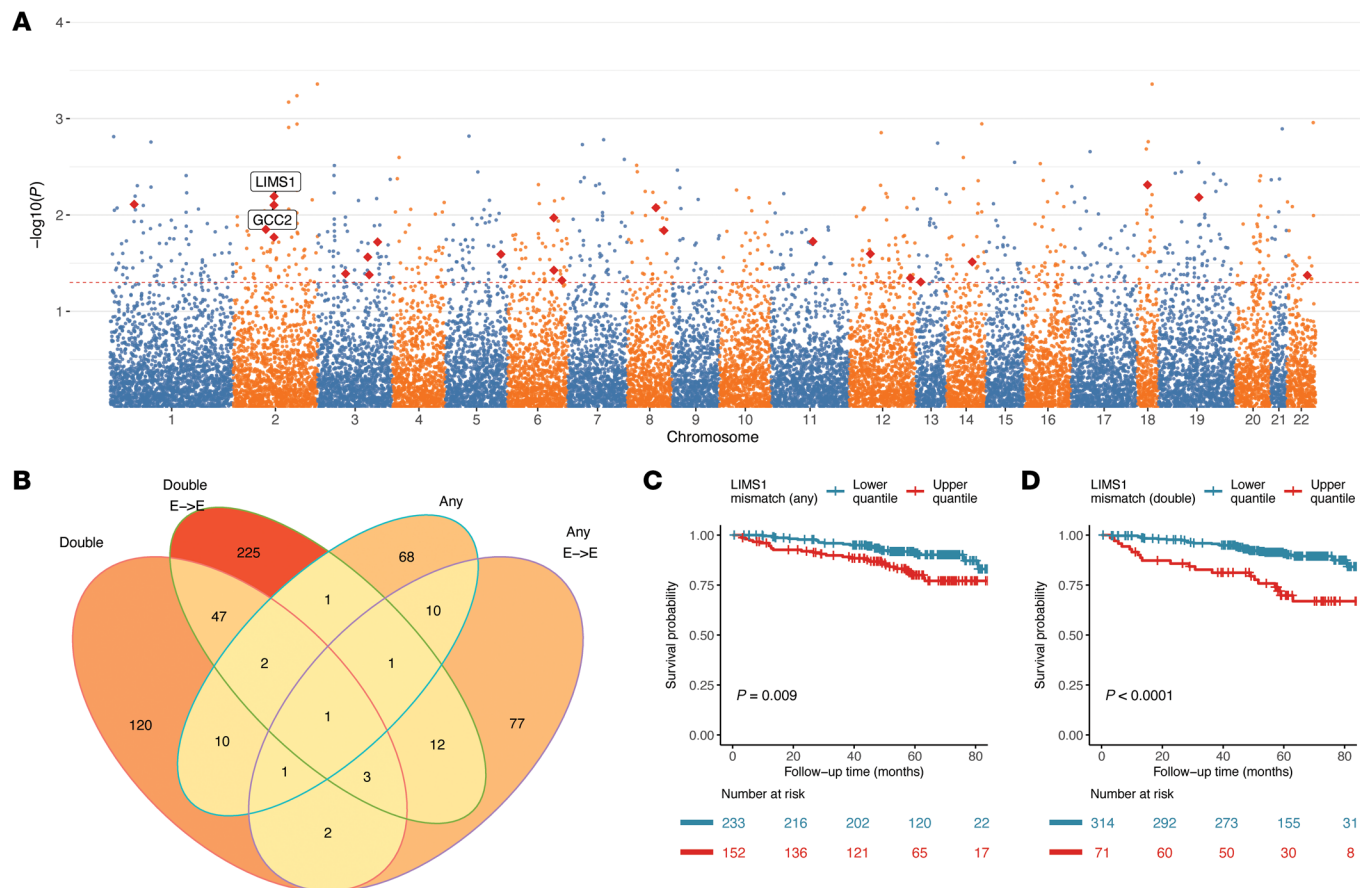 A
4
3
2
1
−log10(P)
LIMS1
GCC2
1 2 3 4 5 6 7 8 9 10 11 12 13 14 15 16 17 18 19 20 21 22
Chromosome
B
Double
Double
E−>E
Any
Any
E−>E
225
68
47
1
10
2
1
120
1
77
10
12
1
3
2
C
LIMS1
mismatch (any)
Lower
quantile
Upper
quantile
1.00
0.75
0.50
0.25
0.00
Survival probability
P = 0.009
0 20 40 60 80
Follow−up time (months)
Number at risk
233 216 202 120 22
152 136 121 65 17
D
LIMS1
mismatch (double)
Lower
quantile
Upper
quantile
1.00
0.75
0.50
0.25
0.00
Survival probability
P < 0.0001
0 20 40 60 80
Follow−up time (months)
Number at risk
314 292 273 155 31
71 60 50 30 8